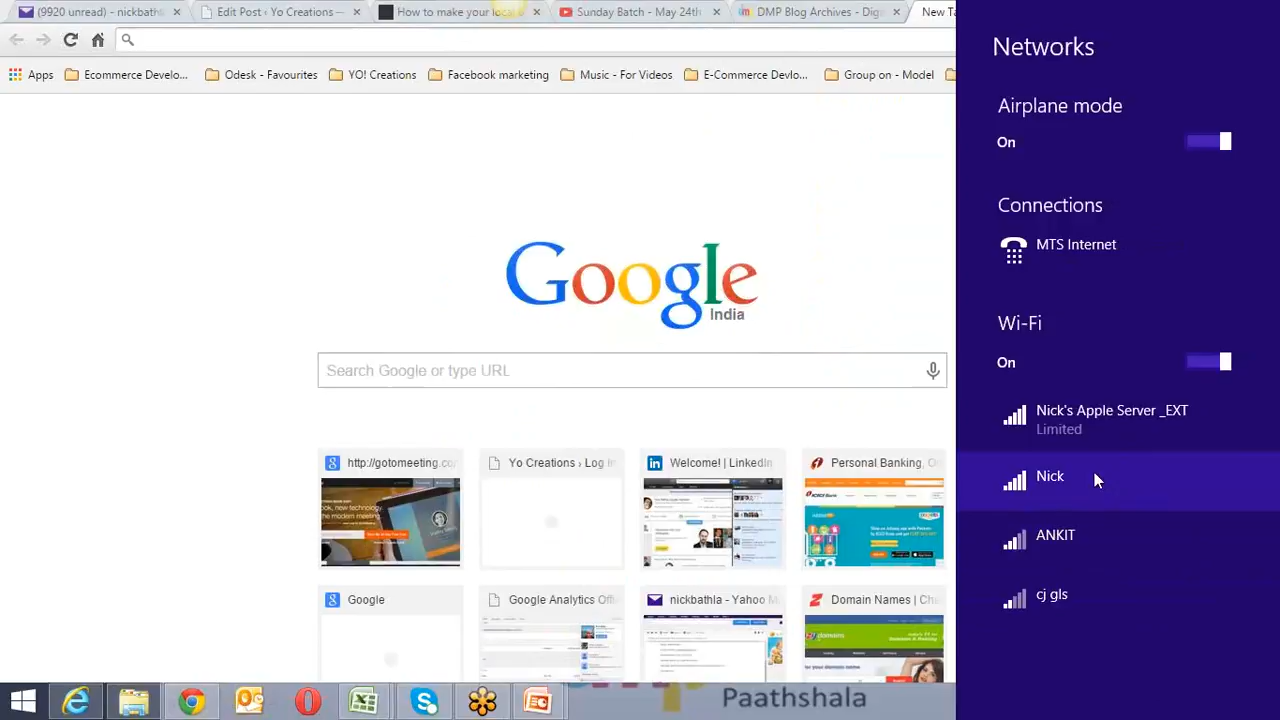 (9920 unread) - nickbaths
Edit Post ‹ Yo Creations —
How to make your local
Sunday Batch - May 24th
DMP Blog Archives - Digi
New Ta
Apps
Ecommerce Develo...
Odesk - Favourites
YO! Creations
Facebook marketing
Music - For Videos
E-Commerce Devlo...
Group on - Model
Google
India
Search Google or type URL
http://gotomeeting.co
Yo Creations › Log In
Welcome! | LinkedIn
Personal Banking, O
Google
Google Analytics Offi
nickbathla - Yahoo M
Domain Names | Che
Paathshala
Networks
Airplane mode
On
Connections
MTS Internet
Wi-Fi
On
Nick's Apple Server _EXT
Limited
Nick
ANKIT
cj gls